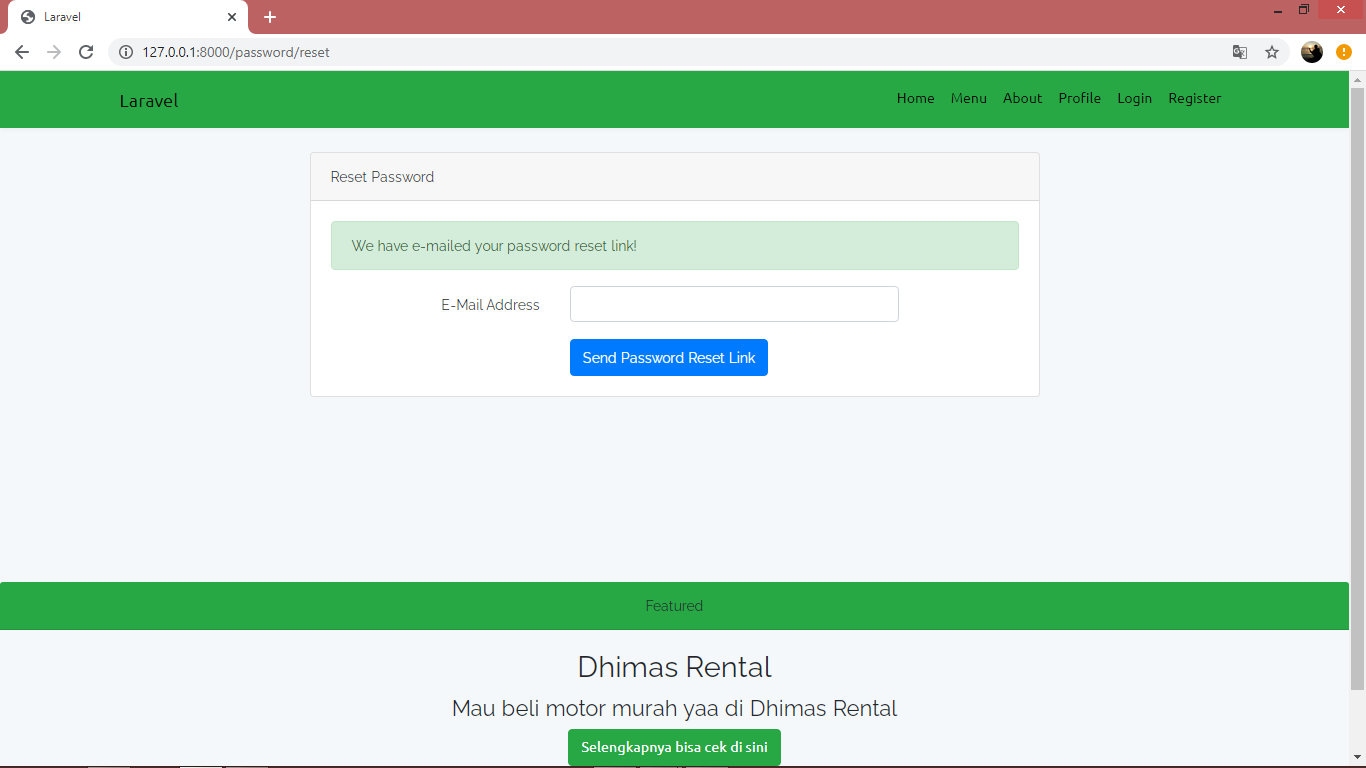 Laravel
127.0.0.1:8000/password/reset
Laravel
Home Menu About Profile Login Register
Reset Password
We have e-mailed your password reset link!
E-Mail Address
Send Password Reset Link
Featured
Dhimas Rental
Mau beli motor murah yaa di Dhimas Rental
Selengkapnya bisa cek di sini